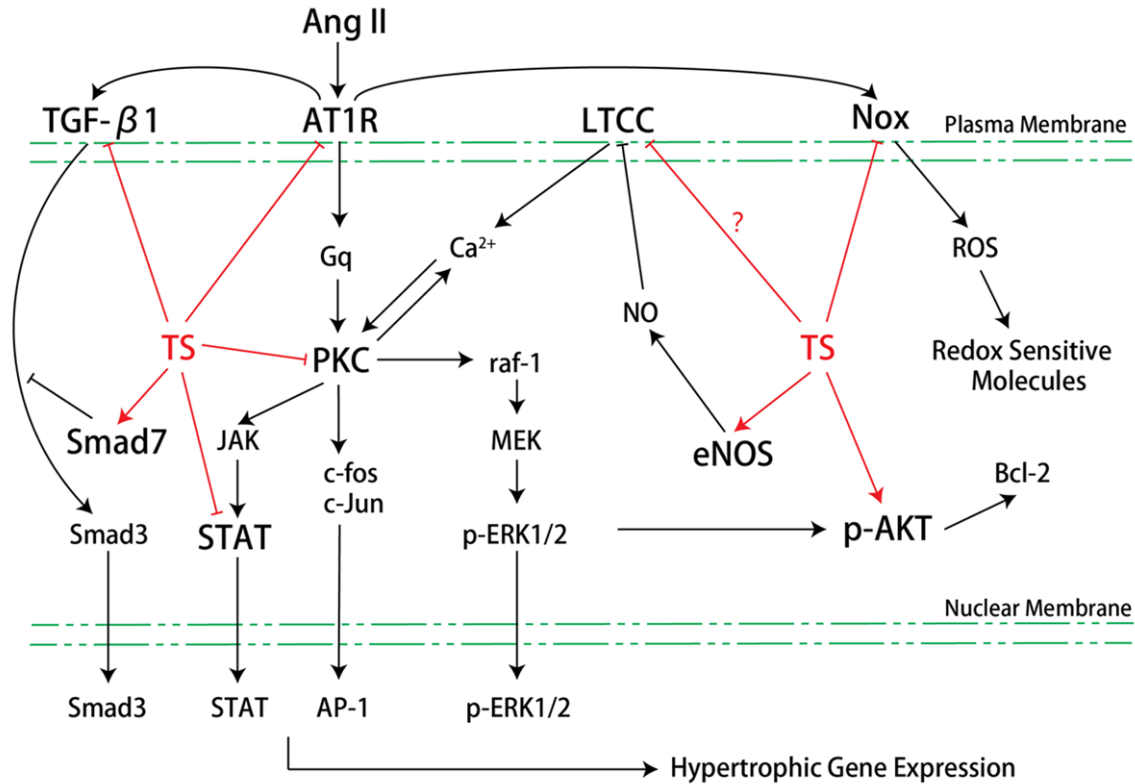 Ang II
TGF-β1
AT1R
LTCC
Nox
Plasma Membrane
?
Gq
Ca²⁺
ROS
NO
TS
PKC
raf-1
TS
Redox Sensitive
Molecules
Smad7
JAK
MEK
eNOS
c-fos
c-Jun
Bcl-2
Smad3
STAT
p-ERK1/2
p-AKT
Nuclear Membrane
Smad3
STAT
AP-1
p-ERK1/2
Hypertrophic Gene Expression